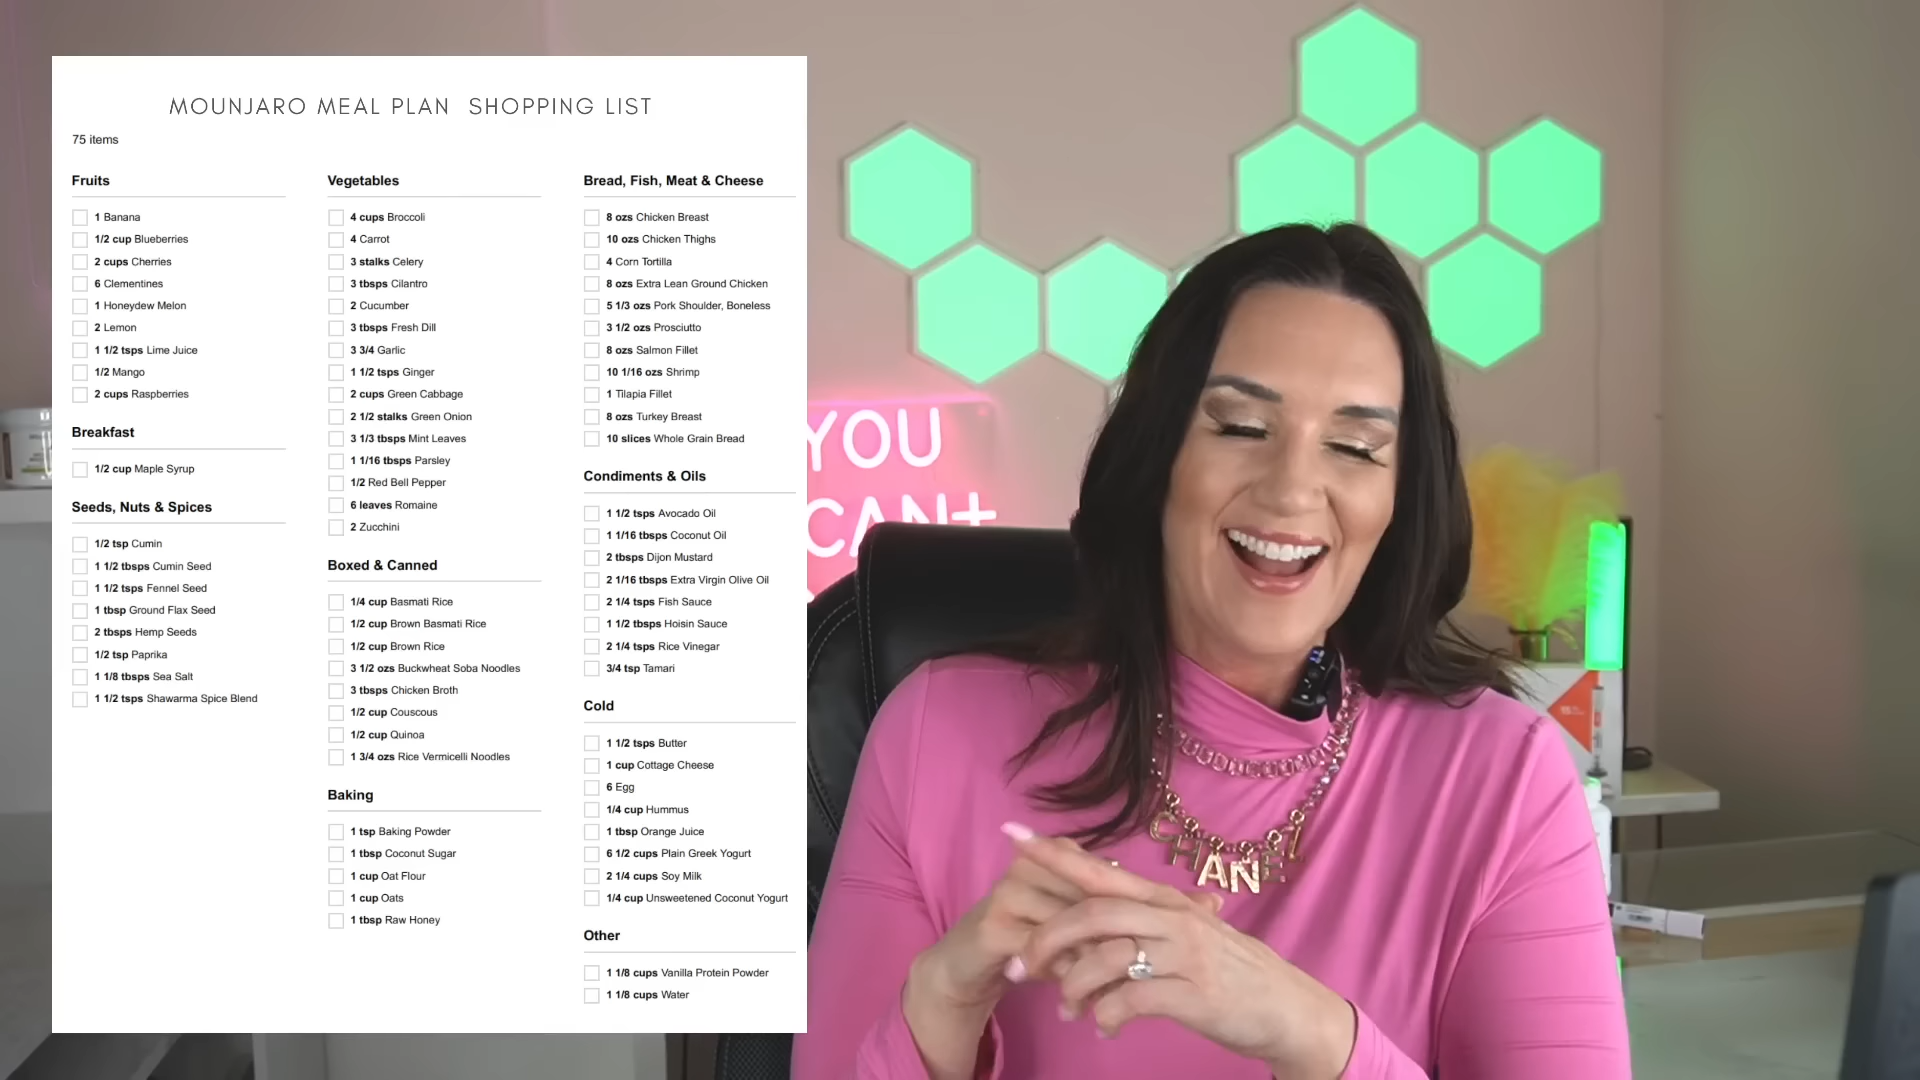 MOUNJARO MEAL PLAN SHOPPING LIST
75 items
Fruits
1 Banana
1/2 cup Blueberries
2 cups Cherries
6 Clementines
1 Honeydew Melon
2 Lemon
1 1/2 tsps Lime Juice
1/2 Mango
2 cups Raspberries
Breakfast
1/2 cup Maple Syrup
Seeds, Nuts & Spices
1/2 tsp Cumin
1 1/2 tbsps Cumin Seed
1 1/2 tsps Fennel Seed
1 tbsp Ground Flax Seed
2 tbsps Hemp Seeds
1/2 tsp Paprika
1 1/8 tbsps Sea Salt
1 1/2 tsps Shawarma Spice Blend
Vegetables
4 cups Broccoli
4 Carrot
3 stalks Celery
3 tbsps Cilantro
2 Cucumber
3 tbsps Fresh Dill
3 3/4 Garlic
1 1/2 tsps Ginger
2 cups Green Cabbage
2 1/2 stalks Green Onion
3 1/3 tbsps Mint Leaves
1 1/16 tbsps Parsley
1/2 Red Bell Pepper
6 leaves Romaine
2 Zucchini
Boxed & Canned
1/4 cup Basmati Rice
1/2 cup Brown Basmati Rice
1/2 cup Brown Rice
3 1/2 ozs Buckwheat Soba Noodles
3 tbsps Chicken Broth
1/2 cup Couscous
1/2 cup Quinoa
1 3/4 ozs Rice Vermicelli Noodles
Baking
1 tsp Baking Powder
1 tbsp Coconut Sugar
1 cup Oat Flour
1 cup Oats
1 tbsp Raw Honey
Bread, Fish, Meat & Cheese
8 ozs Chicken Breast
10 ozs Chicken Thighs
4 Corn Tortilla
8 ozs Extra Lean Ground Chicken
5 1/3 ozs Pork Shoulder, Boneless
3 1/2 ozs Prosciutto
8 ozs Salmon Fillet
10 1/16 ozs Shrimp
1 Tilapia Fillet
8 ozs Turkey Breast
10 slices Whole Grain Bread
Condiments & Oils
1 1/2 tsps Avocado Oil
1 1/16 tbsps Coconut Oil
2 tbsps Dijon Mustard
2 1/16 tbsps Extra Virgin Olive Oil
2 1/4 tsps Fish Sauce
1 1/2 tbsps Hoisin Sauce
2 1/4 tsps Rice Vinegar
3/4 tsp Tamari
Cold
1 1/2 tsps Butter
1 cup Cottage Cheese
6 Egg
1/4 cup Hummus
1 tbsp Orange Juice
6 1/2 cups Plain Greek Yogurt
2 1/4 cups Soy Milk
1/4 cup Unsweetened Coconut Yogurt
Other
1 1/8 cups Vanilla Protein Powder
1 1/8 cups Water
YOU
CAN+
CHANEL